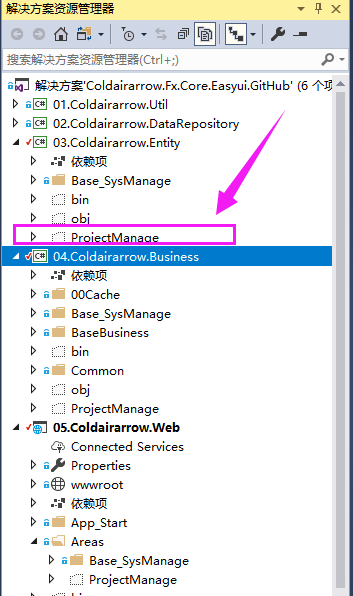 解决方案资源管理器
搜索解决方案资源管理器(Ctrl+;)
解决方案'Coldairarrow.Fx.Core.Easyui.GitHub' (6 个项
01.Coldairarrow.Util
02.Coldairarrow.DataRepository
03.Coldairarrow.Entity
依赖项
Base_SysManage
bin
obj
ProjectManage
04.Coldairarrow.Business
依赖项
00Cache
Base_SysManage
BaseBusiness
bin
Common
obj
ProjectManage
05.Coldairarrow.Web
Connected Services
Properties
wwwroot
依赖项
App_Start
Areas
Base_SysManage
ProjectManage